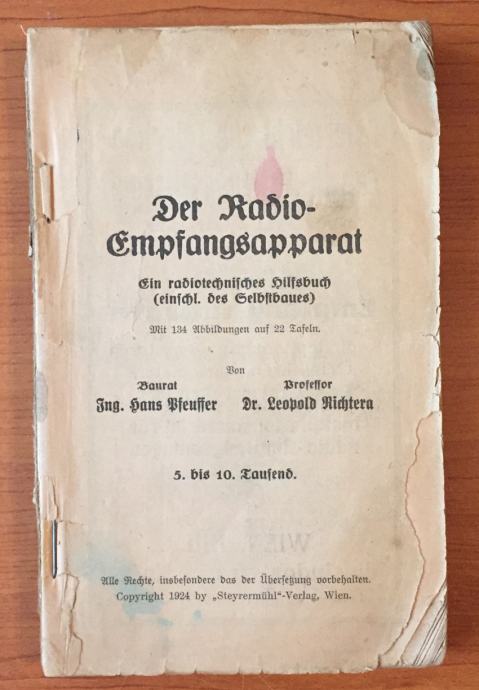 Der Radio-
Empfangsapparat
Ein radiotechnisches Hilfsbuch
(einschl. des Selbstbaues)
Mit 134 Abbildungen auf 22 Tafeln.
Von
Baurat Professor
Ing. Hans Pfeuffer Dr. Leopold Richtera
5. bis 10. Tausend.
Alle Rechte, insbesondere das der Übersetzung vorbehalten.
Copyright 1924 by „Steyrermühl“-Verlag, Wien.